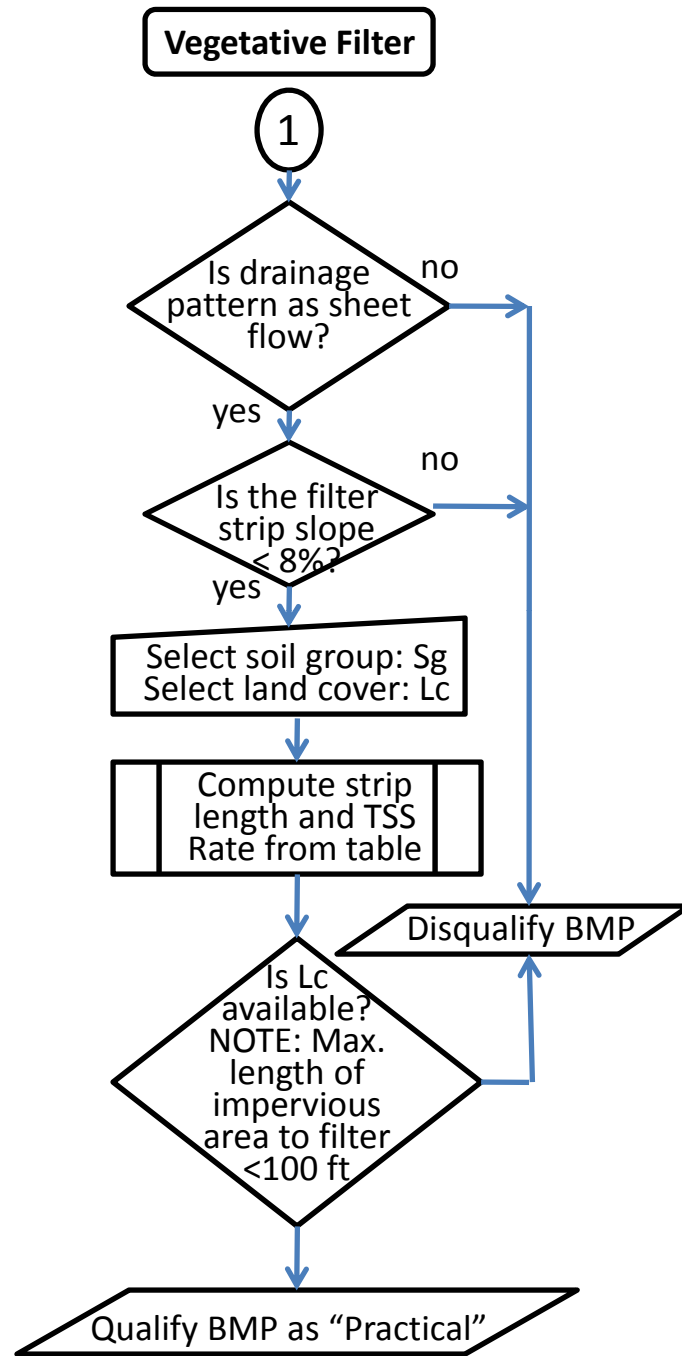 Vegetative Filter
1
Is drainage
pattern as sheet
flow?
no
yes
Is the filter
strip slope
< 8%?
no
yes
Select soil group: Sg
Select land cover: Lc
Compute strip
length and TSS
Rate from table
Disqualify BMP
Is Lc
available?
NOTE: Max.
length of
impervious
area to filter
<100 ft
Qualify BMP as “Practical”